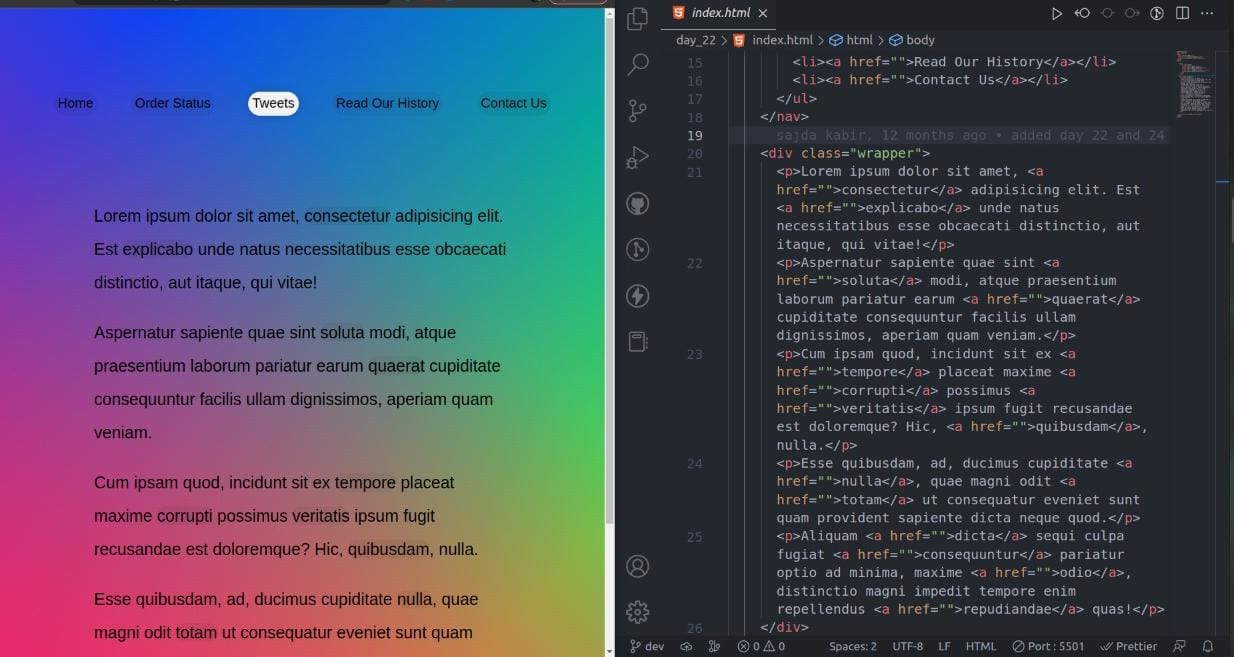 Home Order Status Tweets Read Our History Contact Us
Lorem ipsum dolor sit amet, consectetur adipisicing elit.
Est explicabo unde natus necessitatibus esse obcaecati
distinctio, aut itaque, qui vitae!
Aspernatur sapiente quae sint soluta modi, atque
praesentium laborum pariatur earum quaerat cupiditate
consequuntur facilis ullam dignissimos, aperiam quam
veniam.
Cum ipsam quod, incidunt sit ex tempore placeat
maxime corrupti possimus veritatis ipsum fugit
recusandae est doloremque? Hic, quibusdam, nulla.
Esse quibusdam, ad, ducimus cupiditate nulla, quae
magni odit totam ut consequatur eveniet sunt quam
index.html
day_22 > index.html > html > body
15 <li><a href="">Read Our History</a></li>
16 <li><a href="">Contact Us</a></li>
17 </ul>
18 </nav>
19 sajda kabir, 12 months ago • added day 22 and 24
20 <div class="wrapper">
21 <p>Lorem ipsum dolor sit amet, <a
href="">consectetur</a> adipisicing elit. Est
<a href="">explicabo</a> unde natus
necessitatibus esse obcaecati distinctio, aut
itaque, qui vitae!</p>
22 <p>Aspernatur sapiente quae sint <a
href="">soluta</a> modi, atque praesentium
laborum pariatur earum <a href="">quaerat</a>
cupiditate consequuntur facilis ullam
dignissimos, aperiam quam veniam.</p>
23 <p>Cum ipsam quod, incidunt sit ex <a
href="">tempore</a> placeat maxime <a
href="">corrupti</a> possimus <a
href="">veritatis</a> ipsum fugit recusandae
est doloremque? Hic, <a href="">quibusdam</a>,
nulla.</p>
24 <p>Esse quibusdam, ad, ducimus cupiditate <a
href="">nulla</a>, quae magni odit <a
href="">totam</a> ut consequatur eveniet sunt
quam provident sapiente dicta neque quod.</p>
25 <p>Aliquam <a href="">dicta</a> sequi culpa
fugiat <a href="">consequuntur</a> pariatur
optio ad minima, maxime <a href="">odio</a>,
distinctio magni impedit tempore enim
repellendus <a href="">repudiandae</a> quas!</p>
26 </div>
dev 0 0 Spaces: 2 UTF-8 LF HTML Port : 5501 Prettier